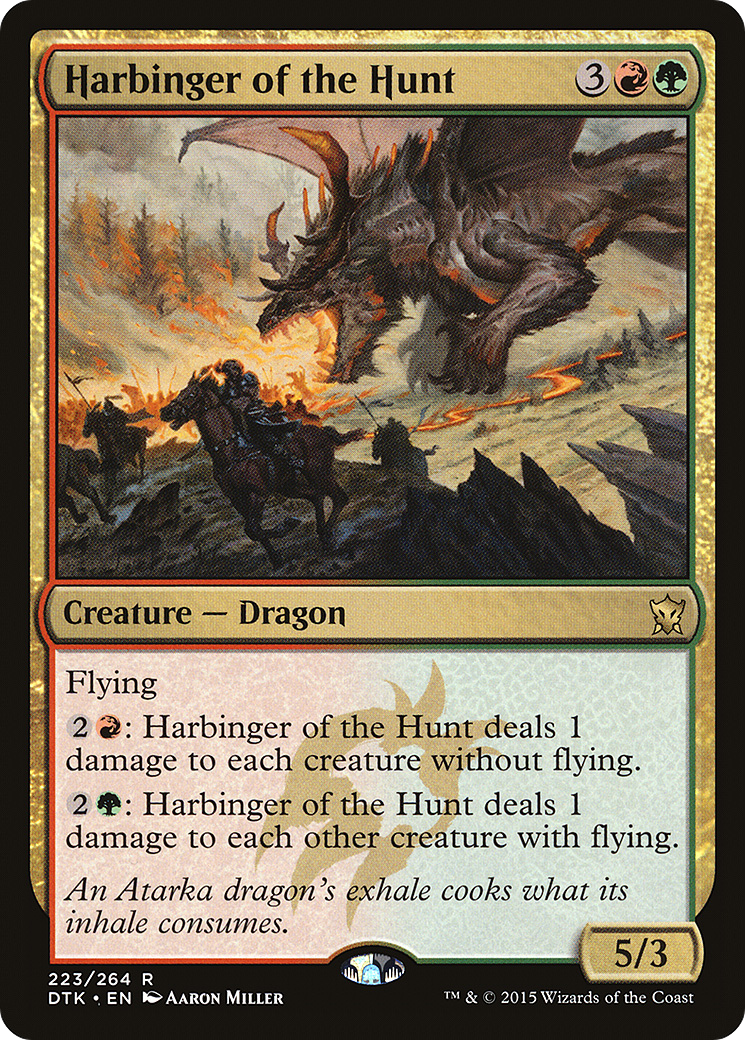 Harbinger of the Hunt 3
Creature — Dragon
Flying
2: Harbinger of the Hunt deals 1
damage to each creature without flying.
2: Harbinger of the Hunt deals 1
damage to each other creature with flying.
An Atarka dragon's exhale cooks what its
inhale consumes.
5/3
223/264 R
DTK • EN Aaron Miller
™ & © 2015 Wizards of the Coast